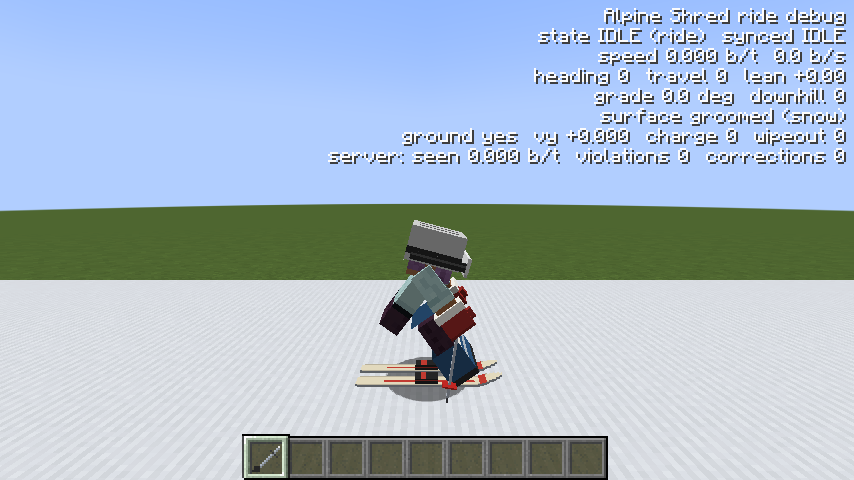 Alpine Shred ride debug
state IDLE (ride) synced IDLE
speed 0.000 b/t 0.0 b/s
heading 0 travel 0 lean +0.00
grade 0.0 deg downhill 0
surface groomed (snow)
ground yes vy +0.000 charge 0 wipeout 0
server: seen 0.000 b/t violations 0 corrections 0